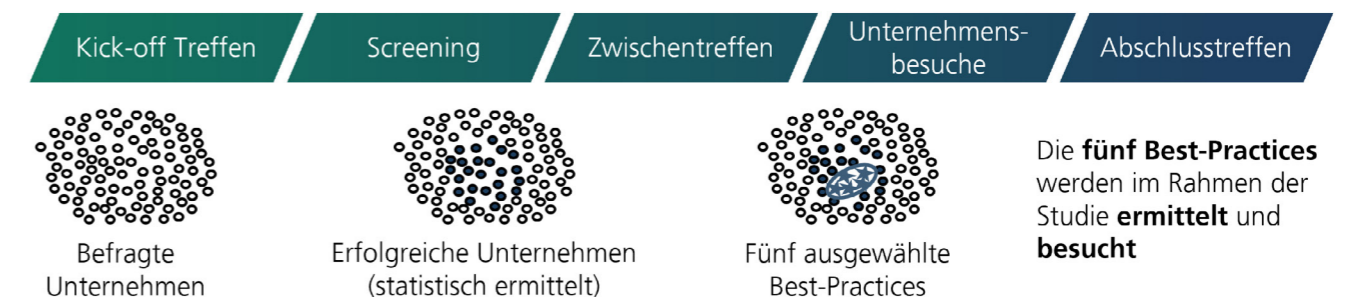 Kick-off Treffen
Screening
Zwischentreffen
Unternehmens-
besuche
Abschlusstreffen
Befragte
Unternehmen
Erfolgreiche Unternehmen
(statistisch ermittelt)
Fünf ausgewählte
Best-Practices
Die fünf Best-Practices
werden im Rahmen der
Studie ermittelt und
besucht